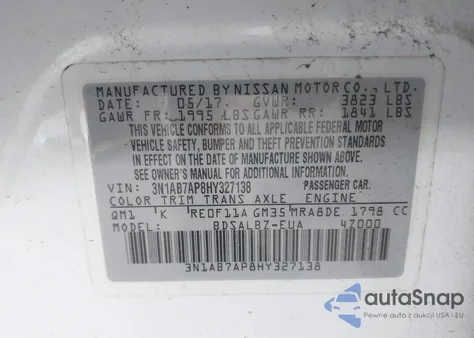 MANUFACTURED BY NISSAN MOTOR CO., LTD.
DATE: 05/17. GVWR: 3823 LBS
GAWR FR: 1995 LBS GAWR RR: 1841 LBS
THIS VEHICLE CONFORMS TO ALL APPLICABLE FEDERAL MOTOR
VEHICLE SAFETY, BUMPER AND THEFT PREVENTION STANDARDS
IN EFFECT ON THE DATE OF MANUFACTURE SHOWN ABOVE.
SEE OWNER'S MANUAL FOR ADDITIONAL INFORMATION.
VIN: 3N1AB7AP8HY327138 PASSENGER CAR.
COLOR TRIM TRANS AXLE ENGINE
QM1 K RE0F11A GM35 MRA8DE 1798 CC
MODEL: BDSALBZ-EUA 4Z000
3N1AB7AP8HY327138
autoSnap
Pewne auto z USA i EU